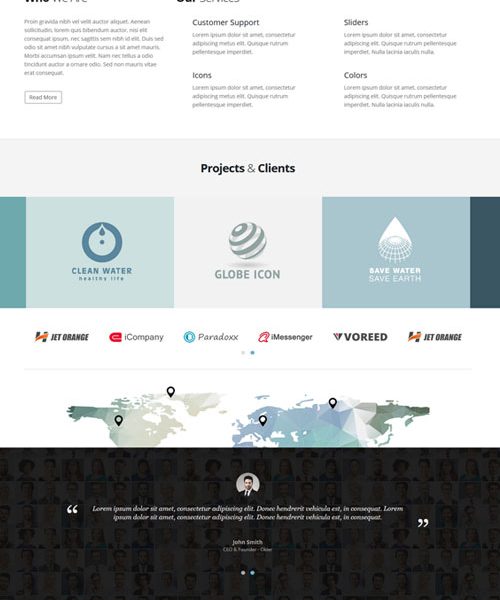 Who We Are
Our Services
Proin gravida nibh vel velit auctor aliquet. Aenean
sollicitudin, lorem quis bibendum auctor, nisi elit
consequat ipsum, nec sagittis sem nibh id elit. Duis sed
odio sit amet nibh vulputate cursus a sit amet mauris.
Morbi accumsan ipsum velit. Nam nec tellus a odio
tincidunt auctor a ornare odio. Sed non mauris vitae
erat consequat.
Read More
Customer Support
Lorem ipsum dolor sit amet, consectetur
adipiscing metus elit. Quisque rutrum
pellentesque imperdiet.
Sliders
Lorem ipsum dolor sit amet, consectetur
adipiscing elit. Quisque rutrum pellentesque
imperdiet. Nulla lacinia iaculis nulla.
Icons
Lorem ipsum dolor sit amet, consectetur
adipiscing metus elit. Quisque rutrum
pellentesque imperdiet.
Colors
Lorem ipsum dolor sit amet, consectetur
adipiscing elit. Quisque rutrum pellentesque
imperdiet. Nulla lacinia iaculis nulla.
Projects & Clients
CLEAN WATER
healthy life
GLOBE ICON
SAVE WATER
SAVE EARTH
JET ORANGE
iCompany
Paradoxx
iMessenger
VOREED
JET ORANGE
“ Lorem ipsum dolor sit amet, consectetur adipiscing elit. Donec hendrerit vehicula est, in consequat. Lorem
ipsum dolor sit amet, consectetur adipiscing elit. Donec hendrerit vehicula est, in consequat. ”
John Smith
CEO & Founder - Okler